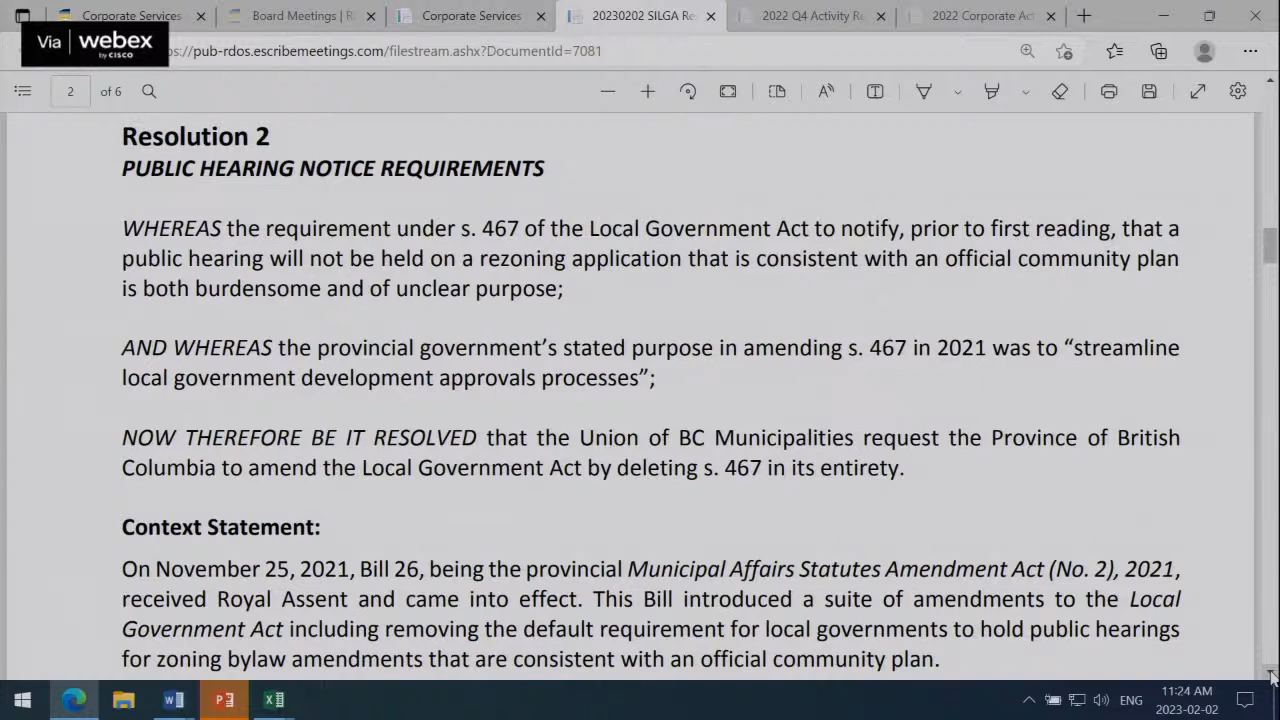 Corporate Services
Board Meetings | R
Corporate Services
20230202 SILGA Re
2022 Q4 Activity Re
2022 Corporate Act
Via webex
by CISCO
s://pub-rdos.escribemeetings.com/filestream.ashx?DocumentId=7081
2 of 6
Resolution 2
PUBLIC HEARING NOTICE REQUIREMENTS
WHEREAS the requirement under s. 467 of the Local Government Act to notify, prior to first reading, that a
public hearing will not be held on a rezoning application that is consistent with an official community plan
is both burdensome and of unclear purpose;
AND WHEREAS the provincial government’s stated purpose in amending s. 467 in 2021 was to “streamline
local government development approvals processes”;
NOW THEREFORE BE IT RESOLVED that the Union of BC Municipalities request the Province of British
Columbia to amend the Local Government Act by deleting s. 467 in its entirety.
Context Statement:
On November 25, 2021, Bill 26, being the provincial Municipal Affairs Statutes Amendment Act (No. 2), 2021,
received Royal Assent and came into effect. This Bill introduced a suite of amendments to the Local
Government Act including removing the default requirement for local governments to hold public hearings
for zoning bylaw amendments that are consistent with an official community plan.
ENG
11:24 AM
2023-02-02